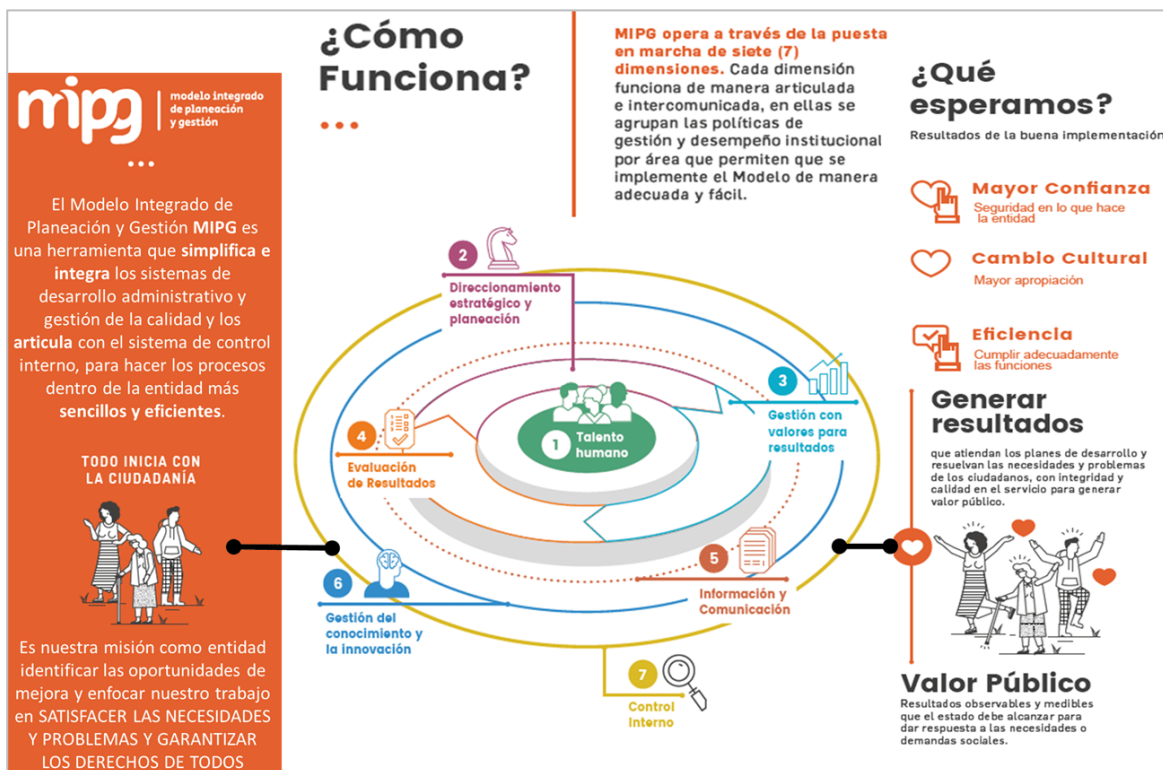 mipg
modelo integrado
de planeación
y gestión
El Modelo Integrado de
Planeación y Gestión MIPG es
una herramienta que simplifica e
integra los sistemas de
desarrollo administrativo y
gestión de la calidad y los
articula con el sistema de control
interno, para hacer los procesos
dentro de la entidad más
sencillos y eficientes.
TODO INICIA CON
LA CIUDADANÍA
Es nuestra misión como entidad
identificar las oportunidades de
mejora y enfocar nuestro trabajo
en SATISFACER LAS NECESIDADES
Y PROBLEMAS Y GARANTIZAR
LOS DERECHOS DE TODOS
¿Cómo
Funciona?
MIPG opera a través de la puesta
en marcha de siete (7)
dimensiones. Cada dimensión
funciona de manera articulada
e intercomunicada, en ellas se
agrupan las políticas de
gestión y desempeño institucional
por área que permiten que se
implemente el Modelo de manera
adecuada y fácil.
2
Direccionamiento
estratégico y
planeación
3
Gestión con
valores para
resultados
1
Talento
humano
4
Evaluación
de Resultados
5
Información y
Comunicación
6
Gestión del
conocimiento y
la innovación
7
Control
Interno
¿Qué
esperamos?
Resultados de la buena implementación
Mayor Confianza
Seguridad en lo que hace
la entidad
Cambio Cultural
Mayor apropiación
Eficiencia
Cumplir adecuadamente
las funciones
Generar
resultados
que atiendan los planes de desarrollo y
resuelvan las necesidades y problemas
de los ciudadanos, con integridad y
calidad en el servicio para generar
valor público.
Valor Público
Resultados observables y medibles
que el estado debe alcanzar para
dar respuesta a las necesidades o
demandas sociales.